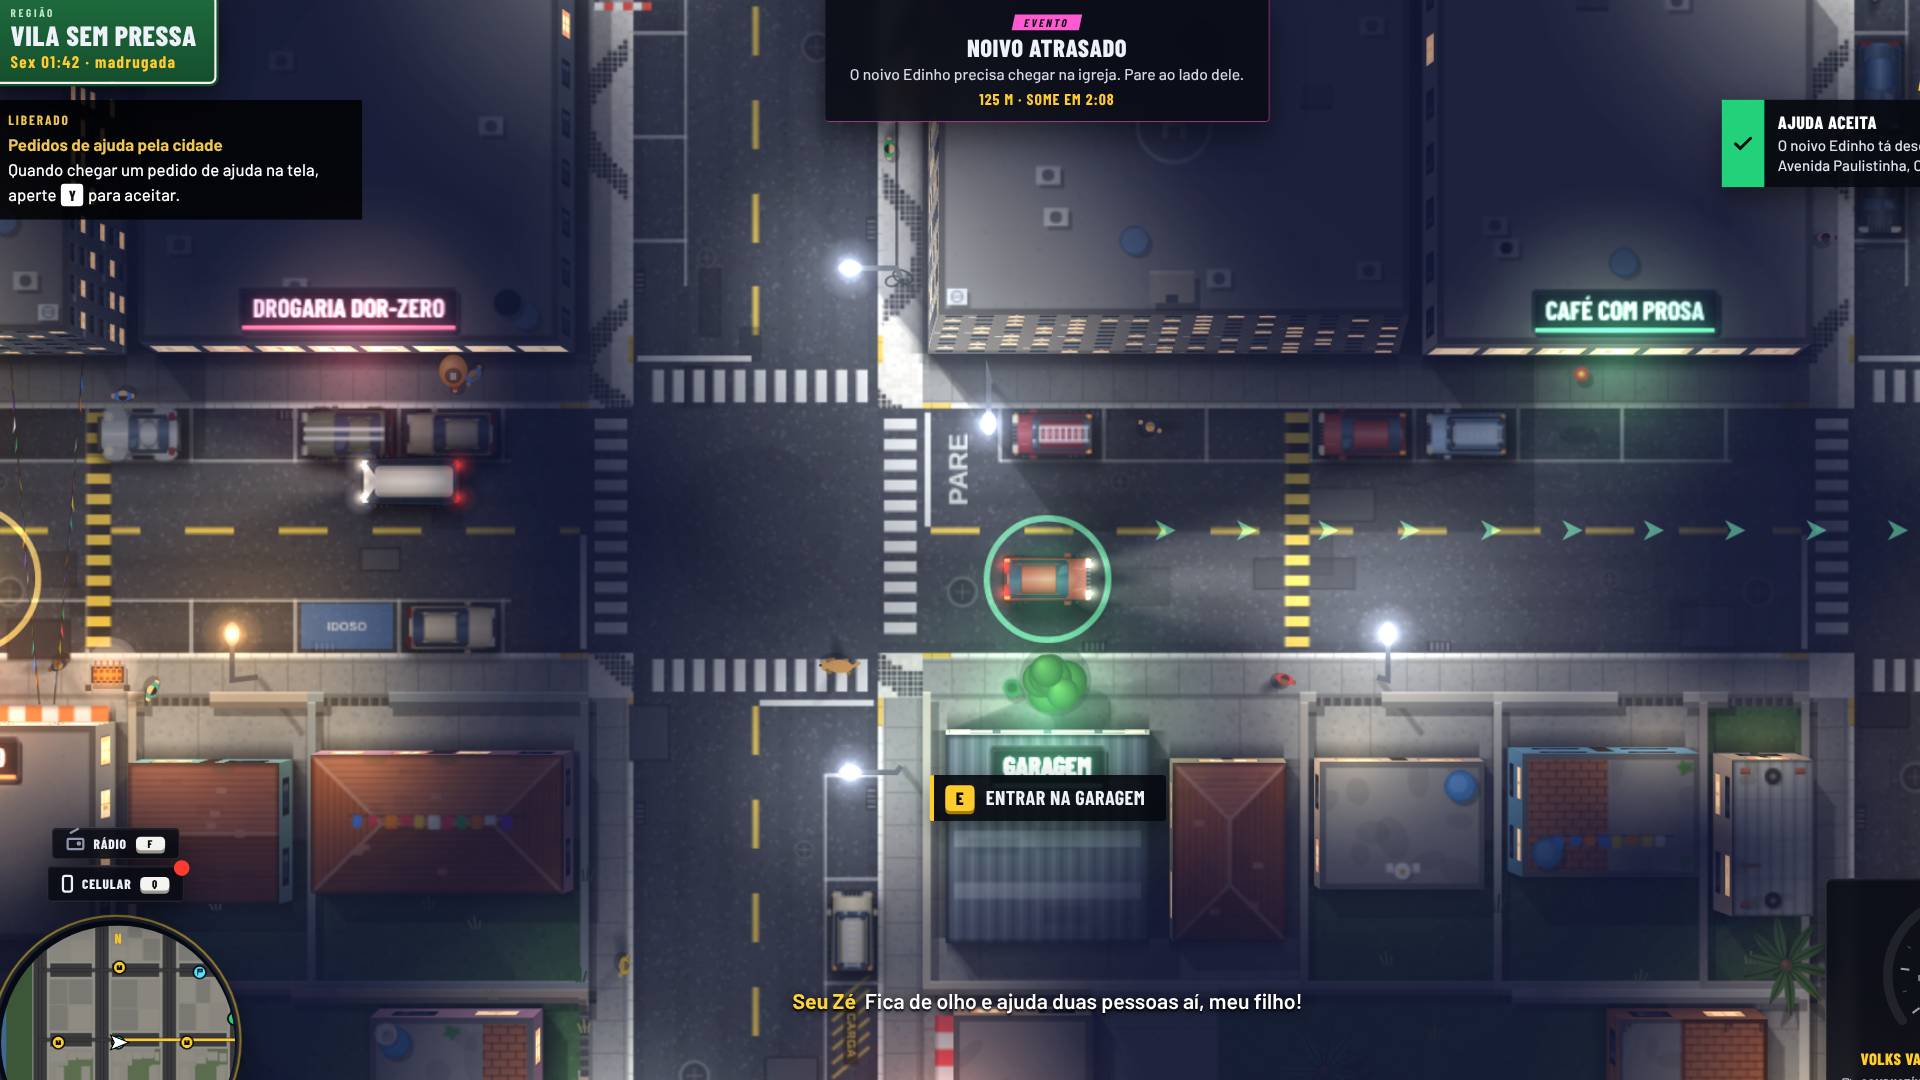 REGIÃO
VILA SEM PRESSA
Sex 01:42 · madrugada
LIBERADO
Pedidos de ajuda pela cidade
Quando chegar um pedido de ajuda na tela,
aperte Y para aceitar.
EVENTO
NOIVO ATRASADO
O noivo Edinho precisa chegar na igreja. Pare ao lado dele.
125 M · SOME EM 2:08
AJUDA ACEITA
O noivo Edinho tá
Avenida Paulistinha,
DROGARIA DOR-ZERO
CAFÉ COM PROSA
PARE
IDOSO
GARAGEM
E ENTRAR NA GARAGEM
RÁDIO F
CELULAR Q
N
Seu Zé Fica de olho e ajuda duas pessoas aí, meu filho!
CARGA
VOLKS